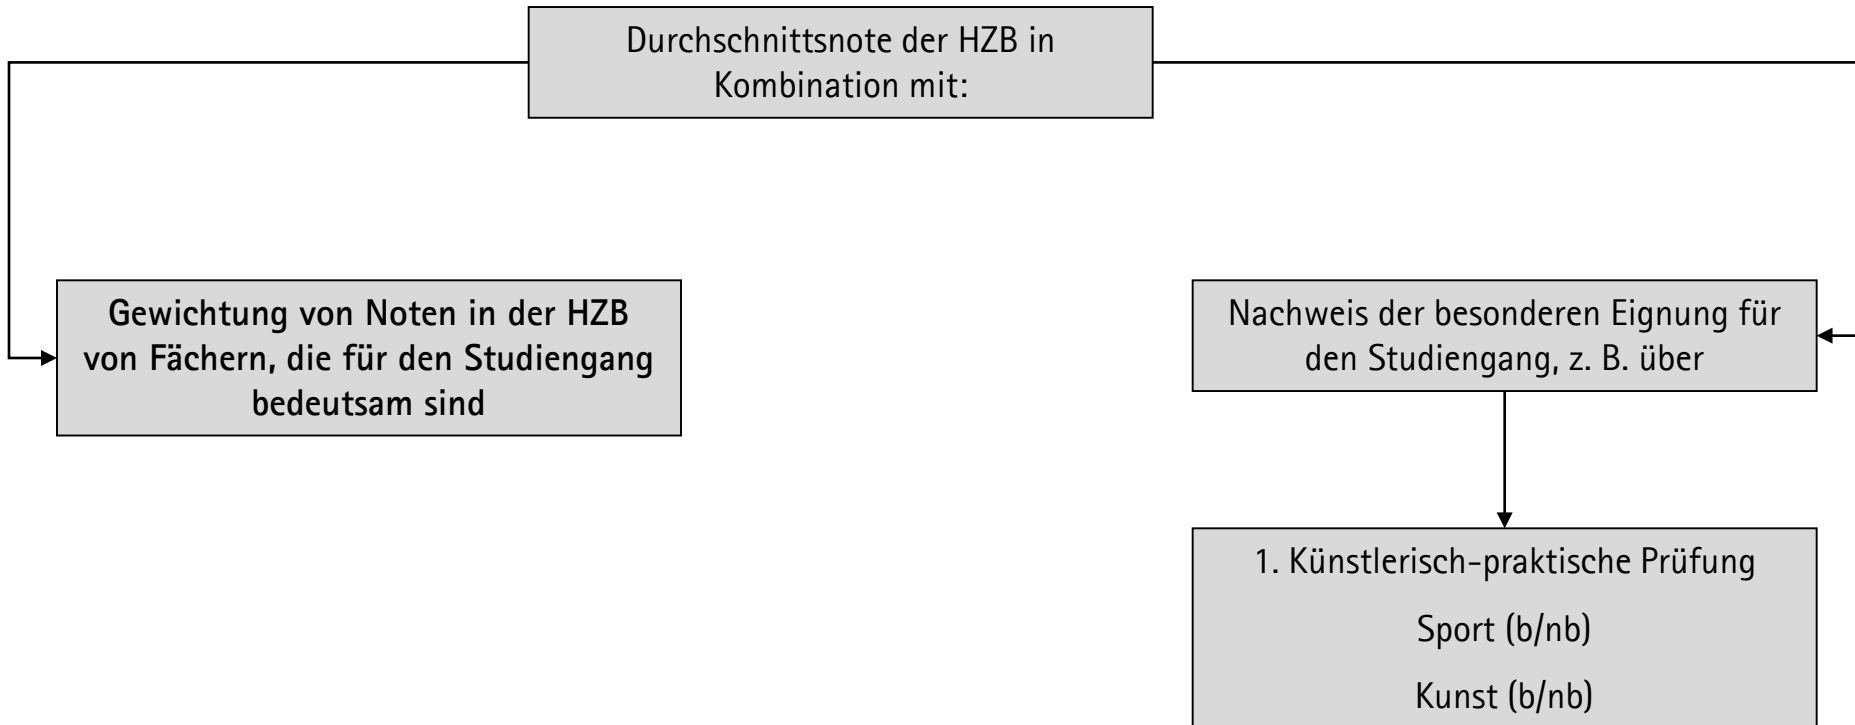 Durchschnittsnote der HZB in
Kombination mit:
Gewichtung von Noten in der HZB
von Fächern, die für den Studiengang
bedeutsam sind
Nachweis der besonderen Eignung für
den Studiengang, z. B. über
1. Künstlerisch-praktische Prüfung
Sport (b/nb)
Kunst (b/nb)